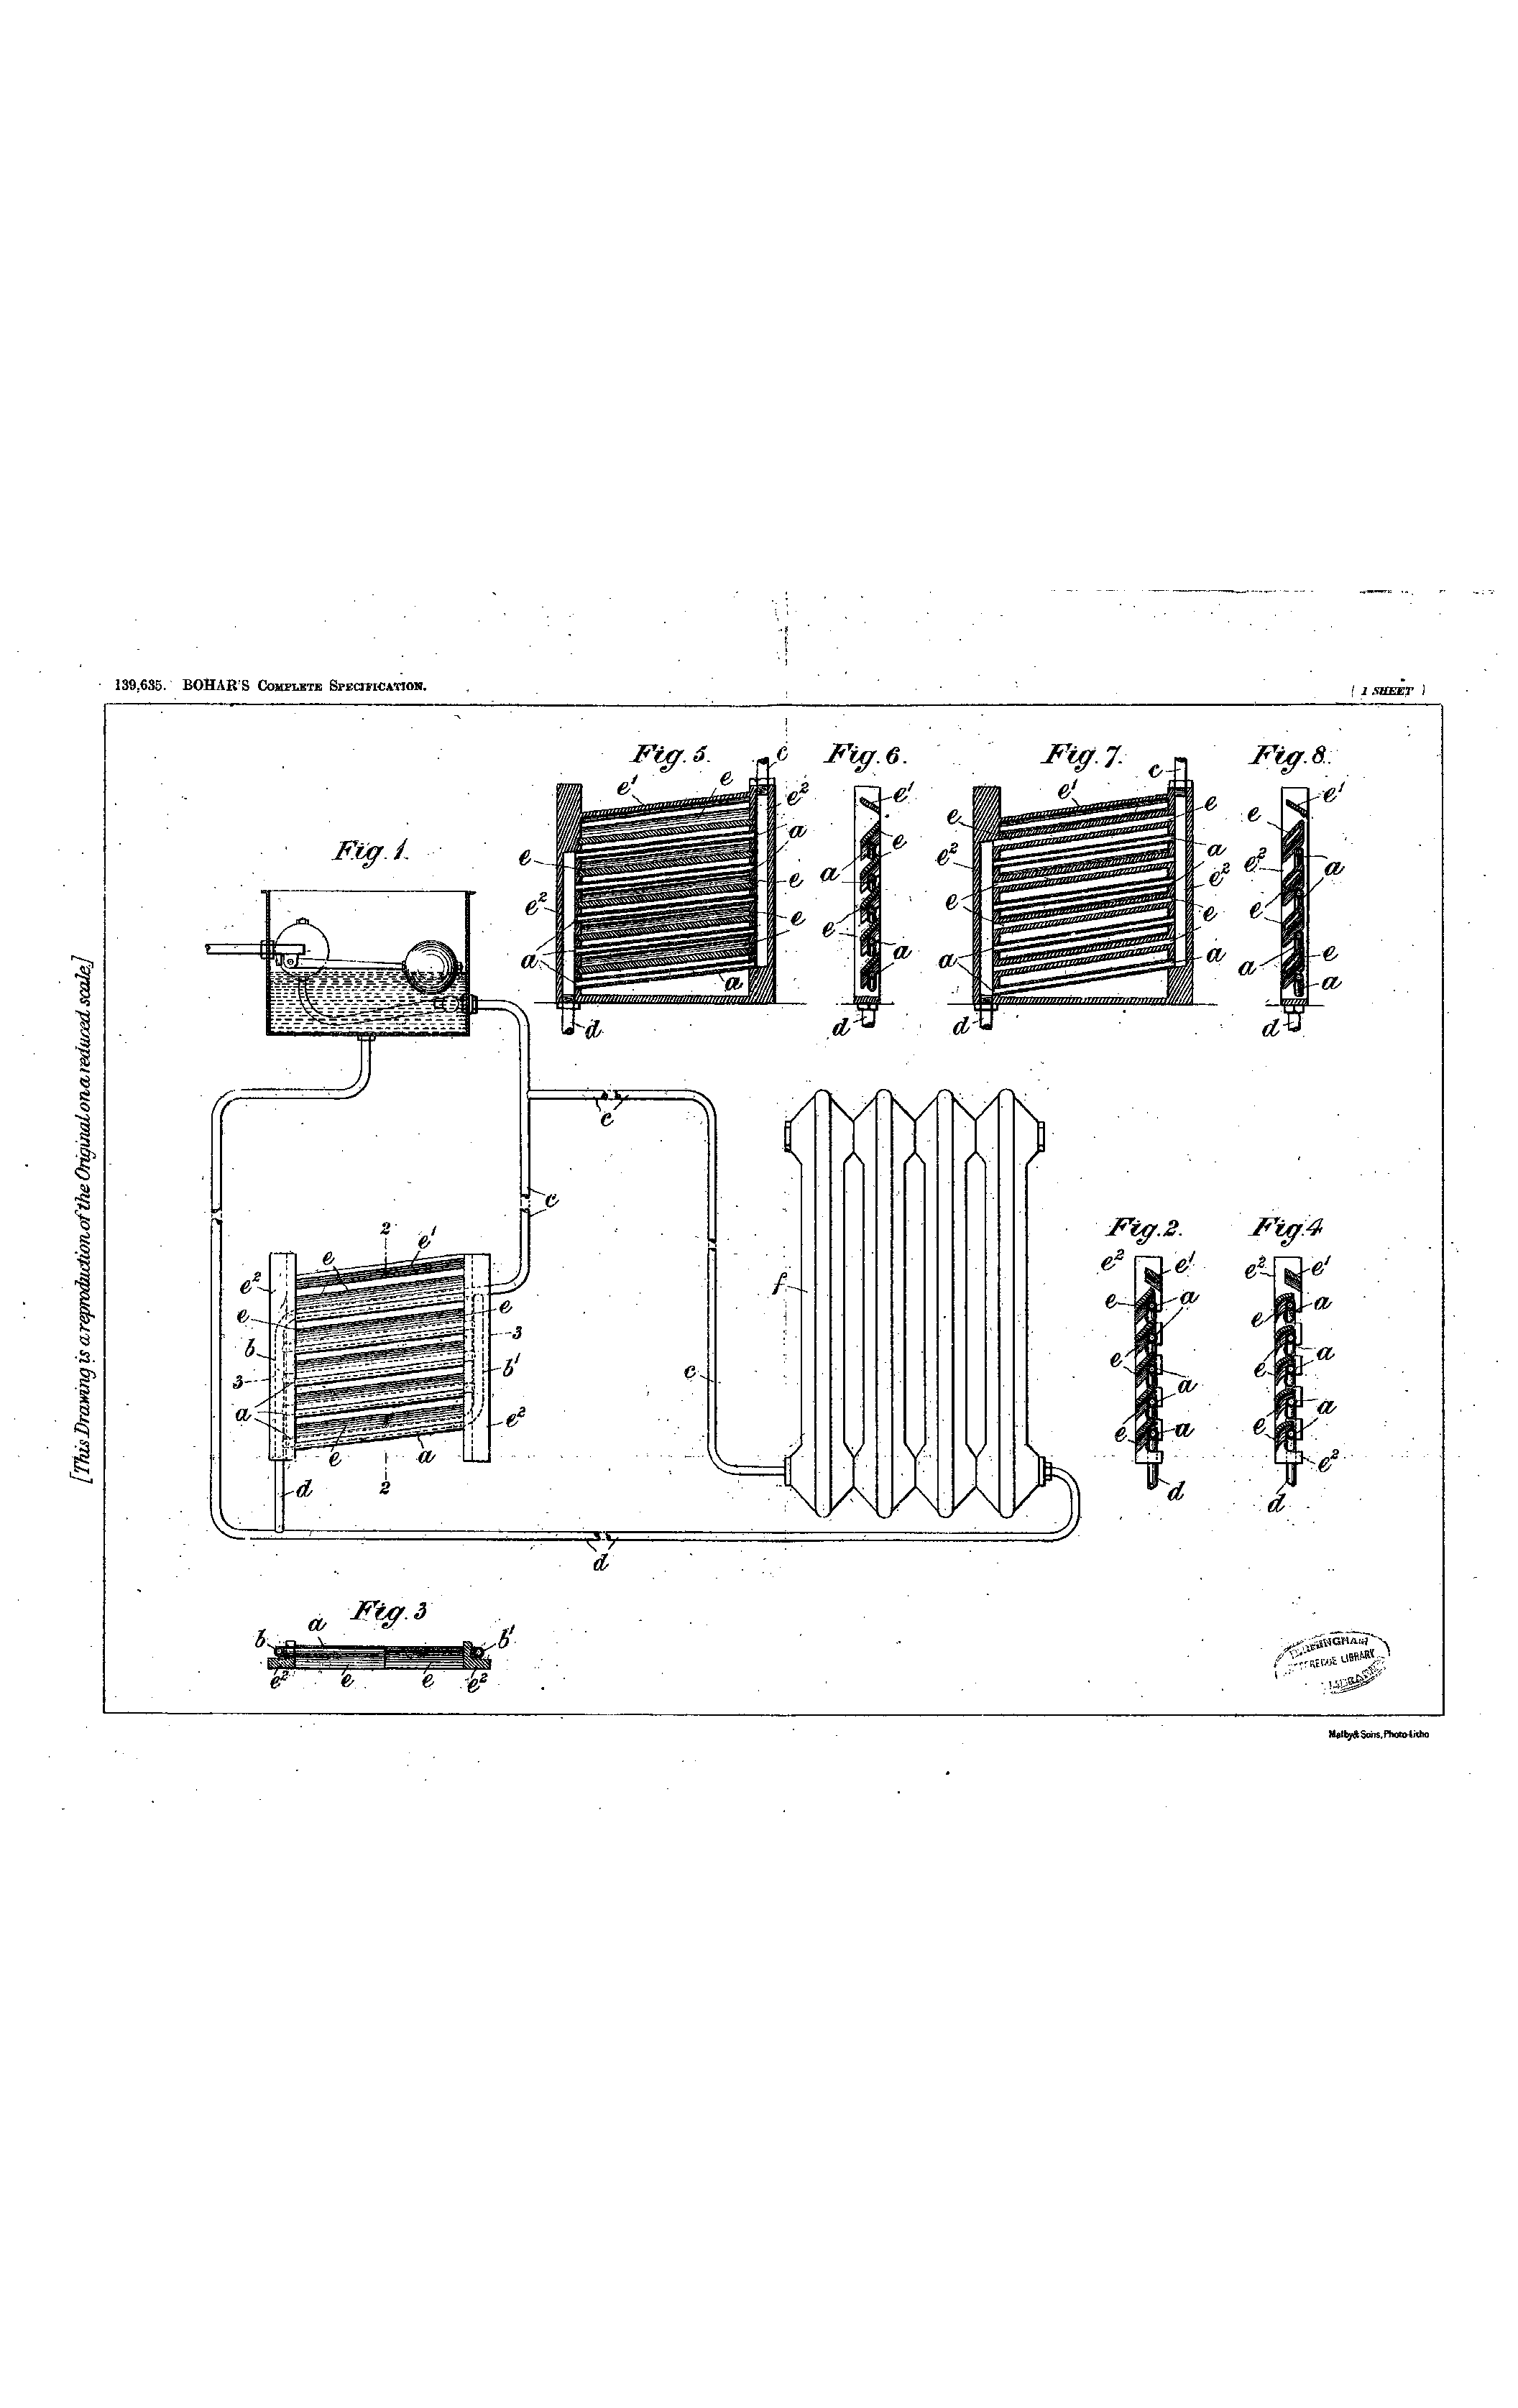 139,635. BOHAR'S COMPLETE SPECIFICATION.
( 1 SHEET )
[This Drawing is a reproduction of the Original on a reduced scale.]
Fig. 5. c Fig. 6. Fig. 7. c Fig. 8.
e¹ e e² a e e² e e a a d
e¹ e a e a d
e¹ e e e² a e² e e a a d
e¹ e e² a e a e a d
Fig. 1.
c
c
c
f
2 e¹
e e² e e b 3 3 b¹ a e² e a
d 2
d
Fig. 2.
e² e¹ e a e a e a d
Fig. 4
e² e¹ a e a e a e e² d
Fig. 3
b a b¹
e² e e e²
LIBRARY
Malby & Sons, Photo-Litho